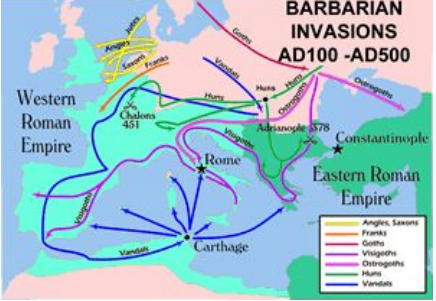 BARBARIAN
INVASIONS
AD100 -AD500
Jutes
Angles
Saxons
Franks
Goths
Vandals
Huns
Huns
Huns
Ostrogoths
Ostrogoths
Western
Roman
Empire
Chalons
451
Adrianople 378
Visigoths
Constantinople
Rome
Eastern Roman
Empire
Visigoths
Vandals
Carthage
Angles, Saxons
Franks
Goths
Visigoths
Ostrogoths
Huns
Vandals